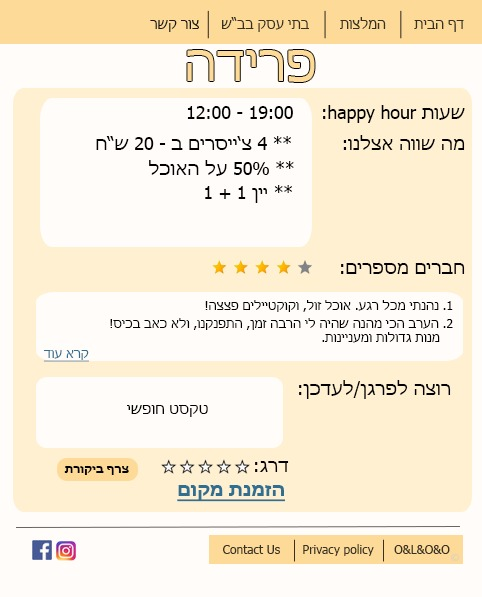 דף הבית | המלצות | בתי עסק בב"ש | צור קשר
פרידה
שעות happy hour: 12:00 - 19:00
מה שווה אצלנו: ** 4 צ'ייסרים ב - 20 ש"ח
** 50% על האוכל
** יין 1 + 1
חברים מספרים:
1. נהנתי מכל רגע. אוכל זול, וקוקטיילים פצצה!
2. הערב הכי מהנה שהיה לי הרבה זמן, התפנקנו, ולא כאב בכיס!
מנות גדולות ומעניינות.
קרא עוד
רוצה לפרגן/לעדכן:
טקסט חופשי
דרג:
צרף ביקורת
הזמנת מקום
Contact Us | Privacy policy | O&L&O&O